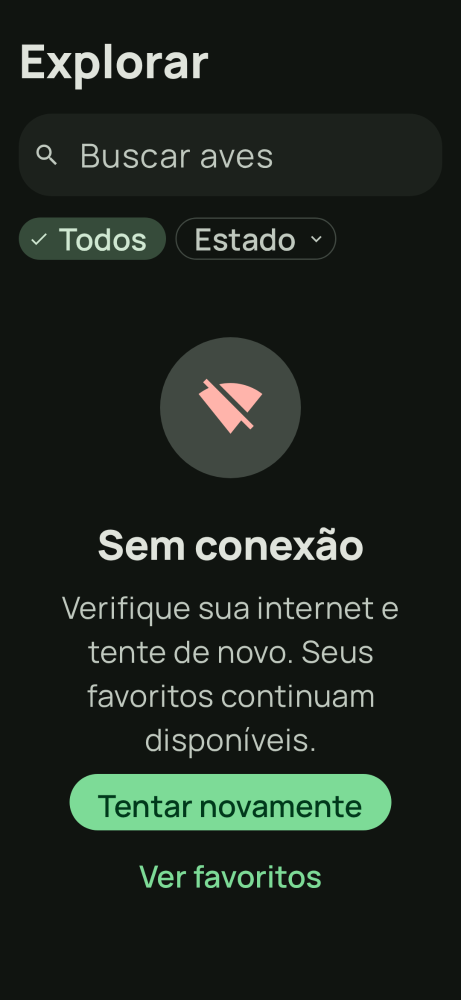 Explorar
Buscar aves
Todos
Estado
Sem conexão
Verifique sua internet e
tente de novo. Seus
favoritos continuam
disponíveis.
Tentar novamente
Ver favoritos